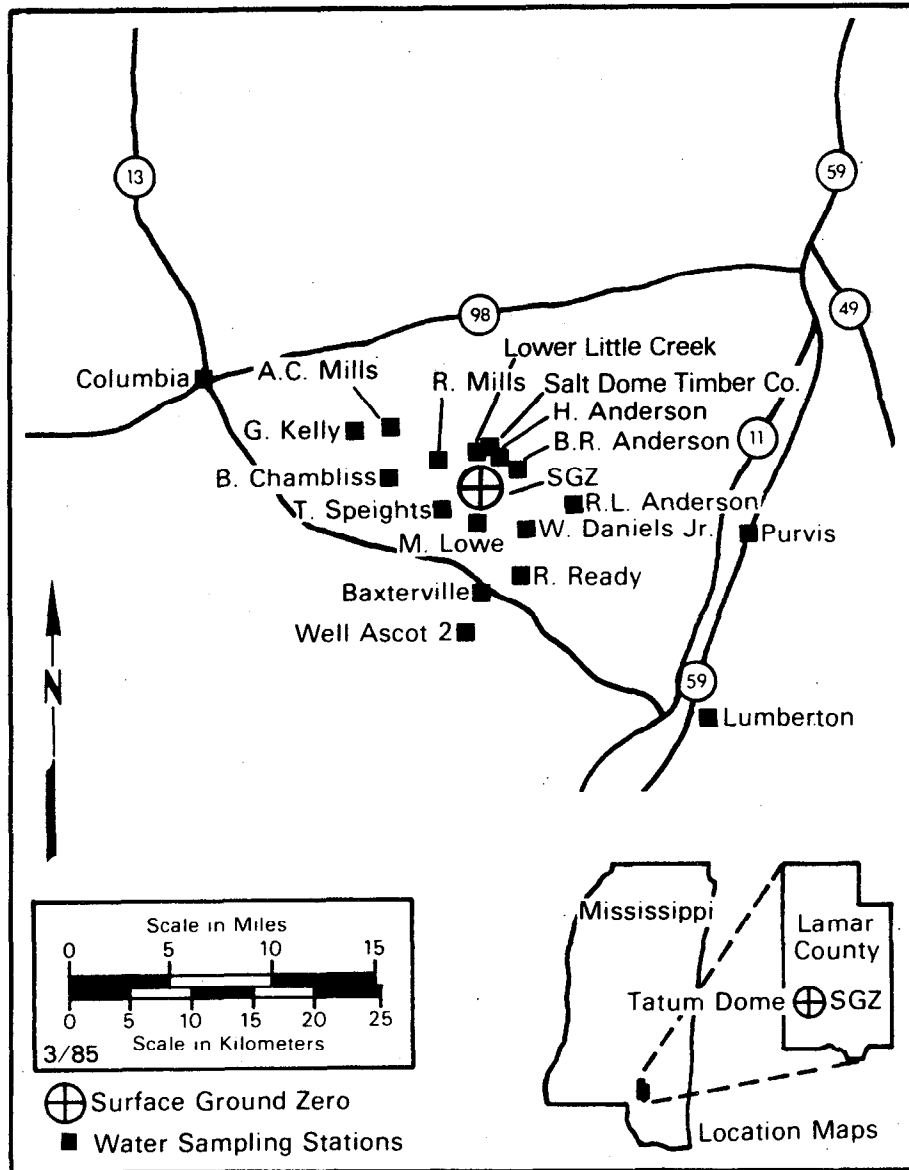 13
59
98
49
Lower Little Creek
A.C. Mills
Columbia
R. Mills
Salt Dome Timber Co.
H. Anderson
G. Kelly
B.R. Anderson
11
B. Chambliss
SGZ
R.L. Anderson
T. Speights
W. Daniels Jr.
Purvis
M. Lowe
R. Ready
Baxterville
Well Ascot 2
N
59
Lumberton
Scale in Miles
0 5 10 15
0 5 10 15 20 25
Scale in Kilometers
3/85
Surface Ground Zero
Water Sampling Stations
Mississippi
Lamar
County
Tatum Dome
SGZ
Location Maps